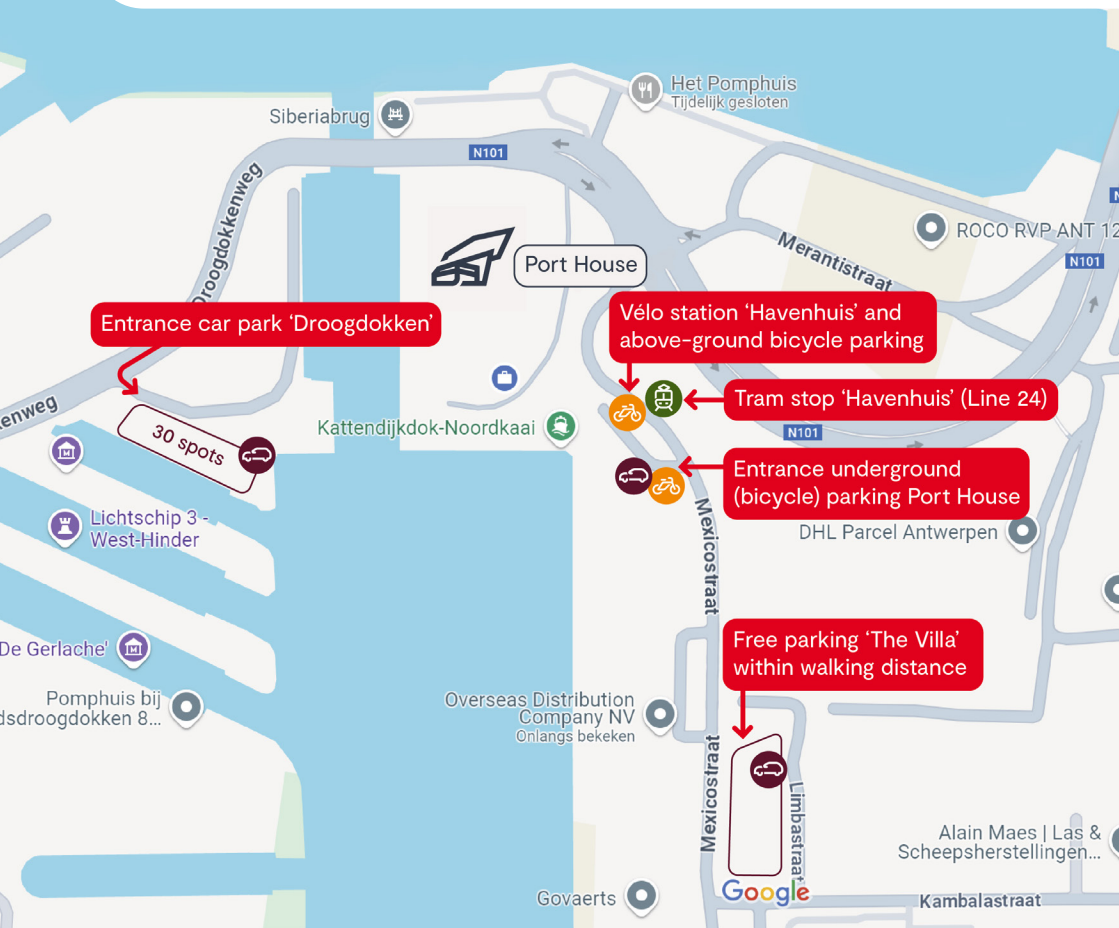 Het Pomphuis
Tijdelijk gesloten
Siberiabrug
N101
Droogdokkenweg
ROCO RVP ANT 12
Merantistraat
N101
Port House
Entrance car park ‘Droogdokken’
Vélo station ‘Havenhuis’ and
above-ground bicycle parking
Tram stop ‘Havenhuis’ (Line 24)
enweg
30 spots
Kattendijkdok-Noordkaai
N101
Entrance underground
(bicycle) parking Port House
Lichtschip 3 -
West-Hinder
DHL Parcel Antwerpen
Mexicostraat
De Gerlache'
Free parking ‘The Villa’
within walking distance
Pomphuis bij
dsdroogdokken 8...
Overseas Distribution
Company NV
Onlangs bekeken
Mexicostraat
Limbastraat
Alain Maes | Las &
Scheepsherstellingen...
Govaerts
Google
Kambalastraat